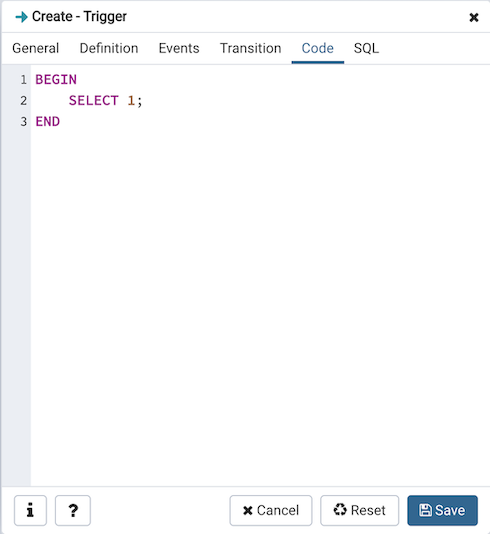 Create - Trigger
General Definition Events Transition Code SQL
1 BEGIN
2 SELECT 1;
3 END
i ? Cancel Reset Save